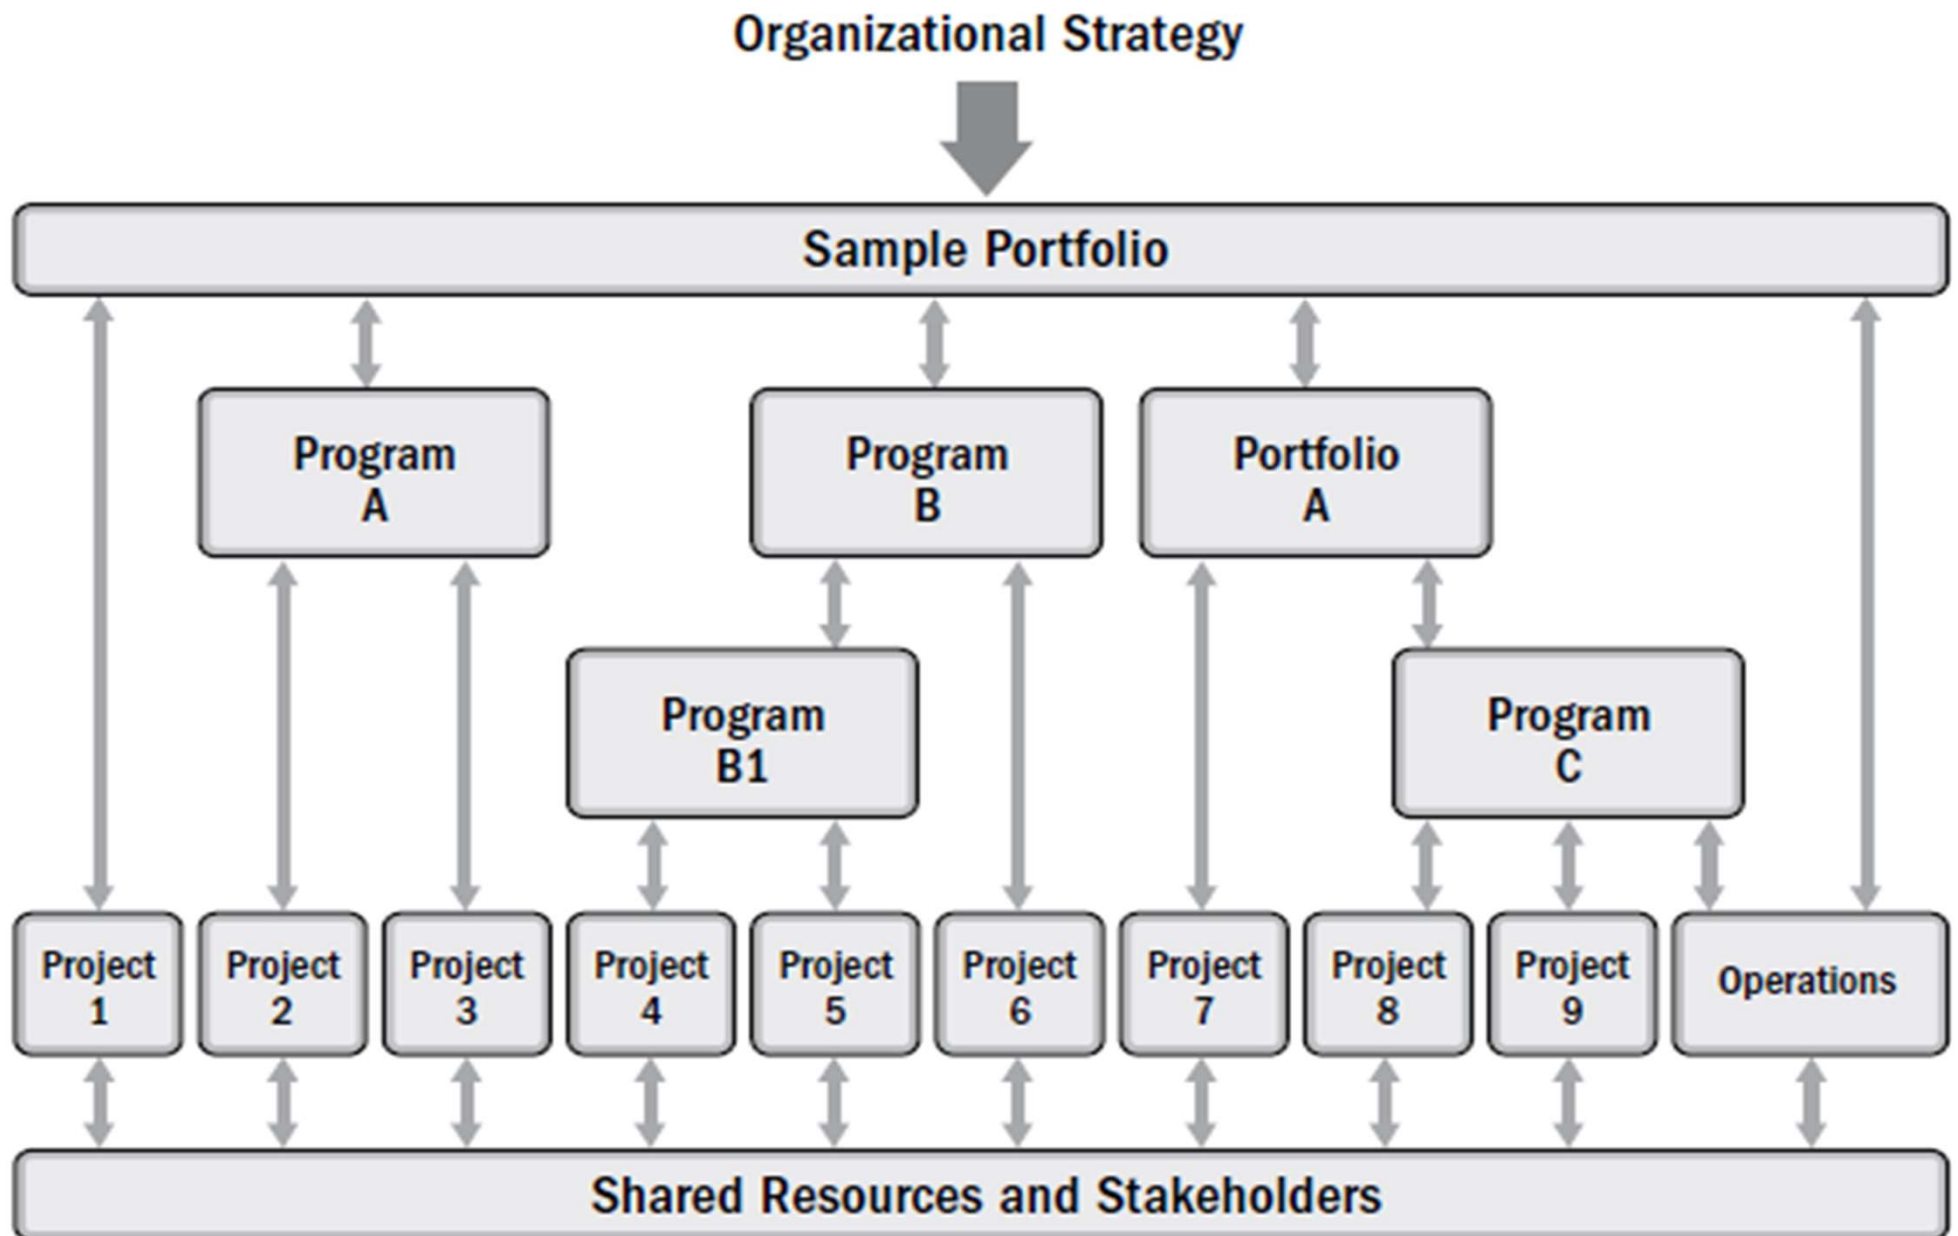 Organizational Strategy
Sample Portfolio
Program
A
Program
B
Portfolio
A
Program
B1
Program
C
Project
1
Project
2
Project
3
Project
4
Project
5
Project
6
Project
7
Project
8
Project
9
Operations
Shared Resources and Stakeholders